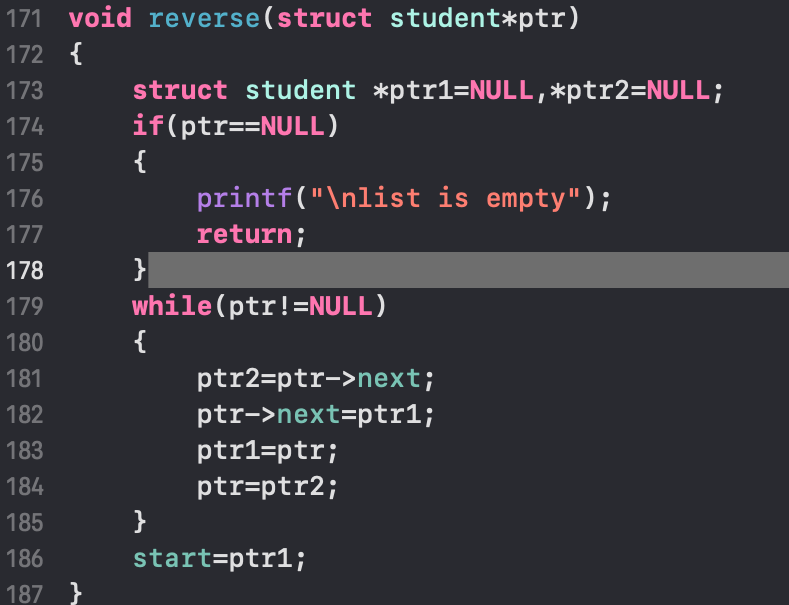 171 void reverse(struct student*ptr)
172 {
173     struct student *ptr1=NULL,*ptr2=NULL;
174     if(ptr==NULL)
175     {
176         printf("\nlist is empty");
177         return;
178     }
179     while(ptr!=NULL)
180     {
181         ptr2=ptr->next;
182         ptr->next=ptr1;
183         ptr1=ptr;
184         ptr=ptr2;
185     }
186     start=ptr1;
187 }